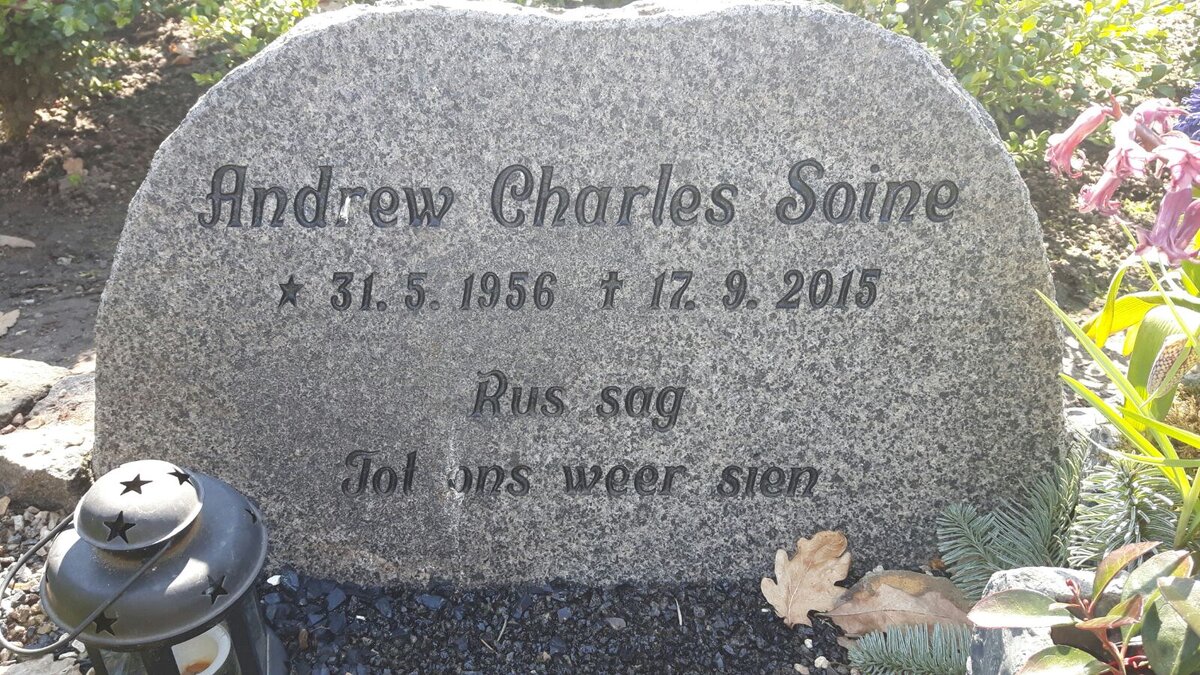 Andrew Charles Soine
★ 31. 5. 1956 † 17. 9. 2015
Rus sag
Tot ons weer sien